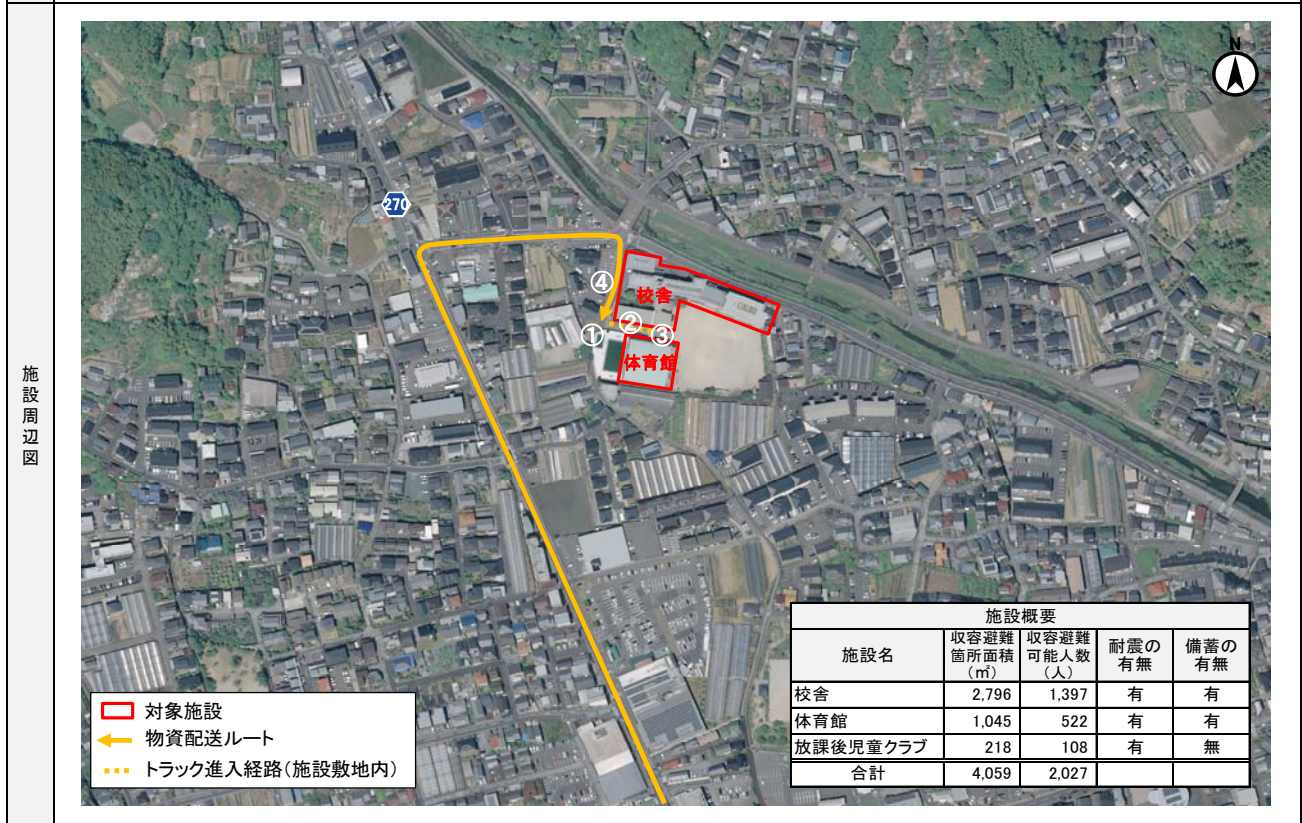 施設周辺図
N
270
④
校舎
①
②
③
体育館
対象施設
物資配送ルート
トラック進入経路(施設敷地内)
施設概要
施設名 収容避難箇所面積(㎡) 収容避難可能人数(人) 耐震の有無 備蓄の有無
校舎 2,796 1,397 有 有
体育館 1,045 522 有 有
放課後児童クラブ 218 108 有 無
合計 4,059 2,027